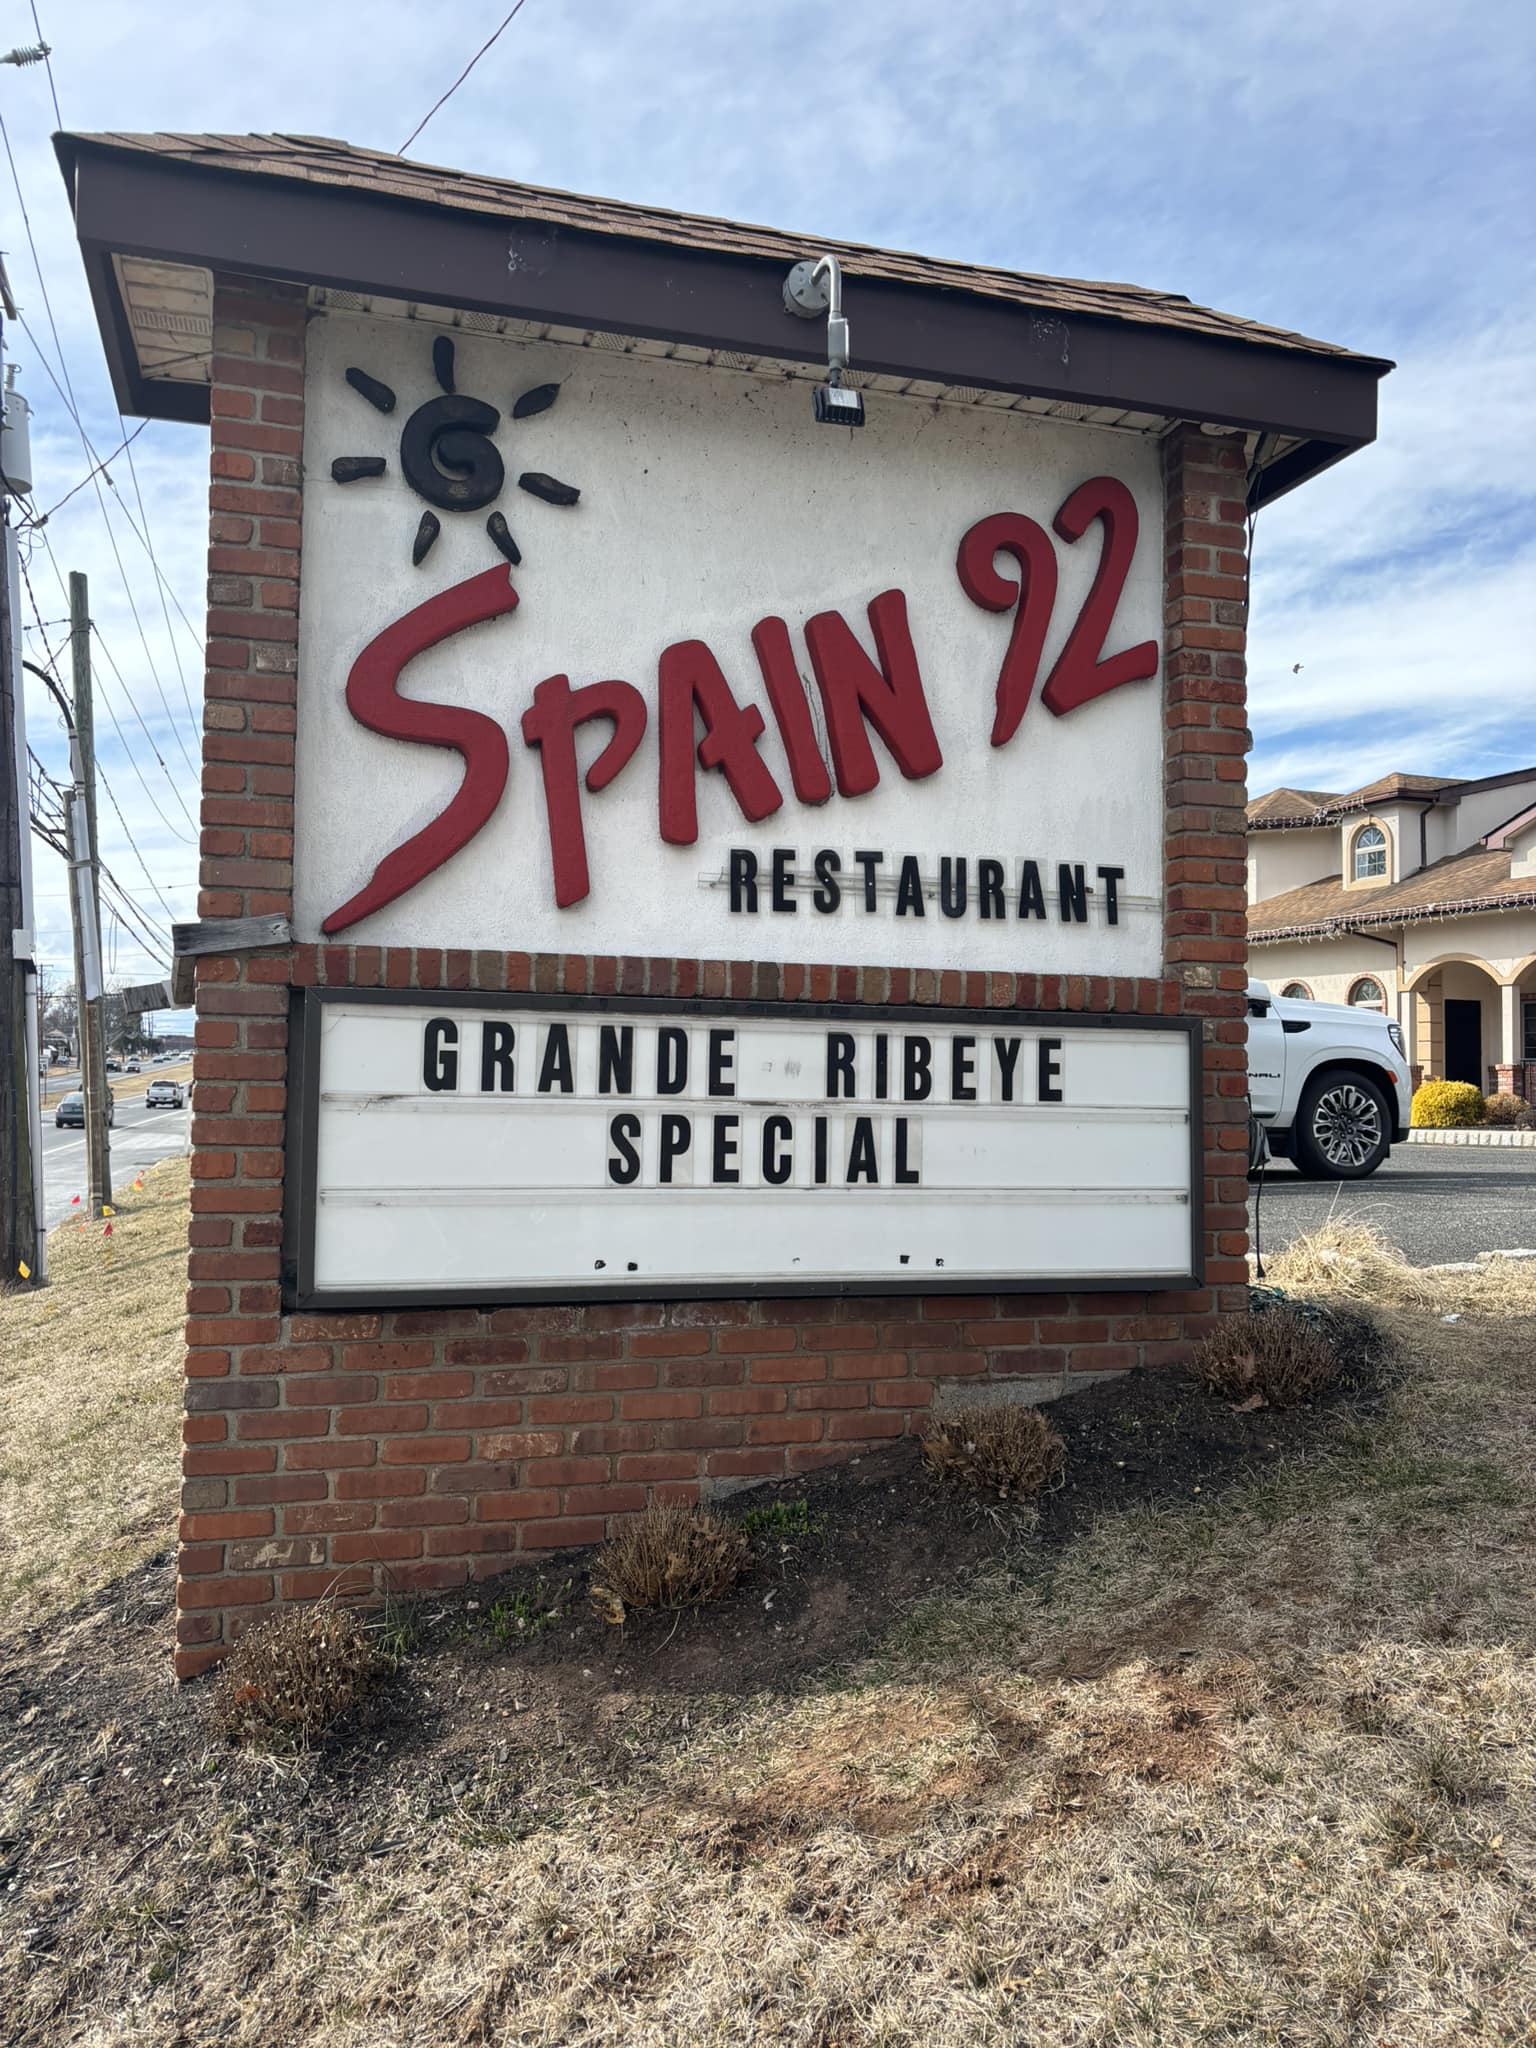 SPAIN 92
RESTAURANT
GRANDE RIBEYE
SPECIAL